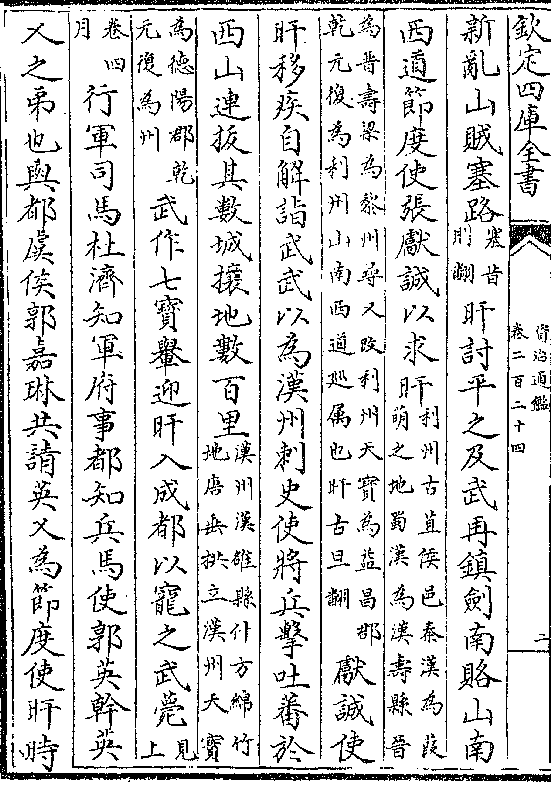 欽定四庫全書
資治通鑑
卷二百二十四
二
新亂山賊塞路塞昔則翻旰討平之及武再鎮劍南賂山南
西道節度使張獻誠以求旰利州古苴侯邑秦漢為葭萌之地蜀漢為漢壽縣晉
為晉壽梁為黎州尋又改利州天寶為益昌郡乾元復為利州山南西道廵属也旰古旦翻獻誠使
旰移疾自解詣武武以為漢州刺史使將兵擊吐蕃於
西山連拔其數城攘地數百里漢州漢雒縣什方綿竹地唐垂拱立漢州天寶
為德陽郡乾元復為州武作七寶轝迎旰入成都以寵之武薨見上
卷四月行軍司馬杜濟知軍府事都知兵馬使郭英幹英
乂之弟也與都虞侯郭嘉琳共請英乂為節度使旰時